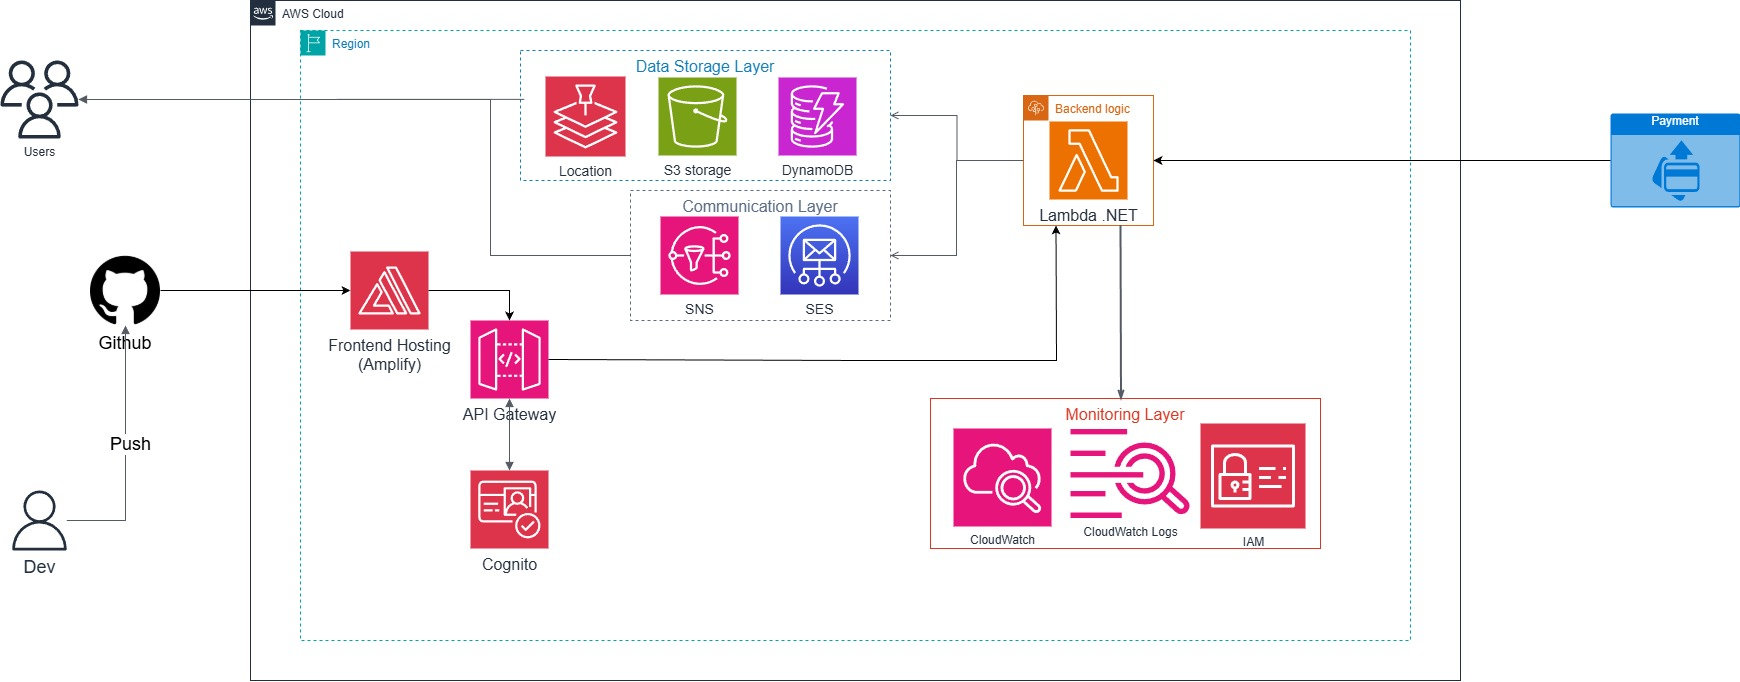 aws
AWS Cloud
Region
Data Storage Layer
Location
S3 storage
DynamoDB
Backend logic
Lambda .NET
Payment
Users
Communication Layer
SNS
SES
Github
Frontend Hosting
(Amplify)
API Gateway
Push
Monitoring Layer
CloudWatch
CloudWatch Logs
IAM
Dev
Cognito